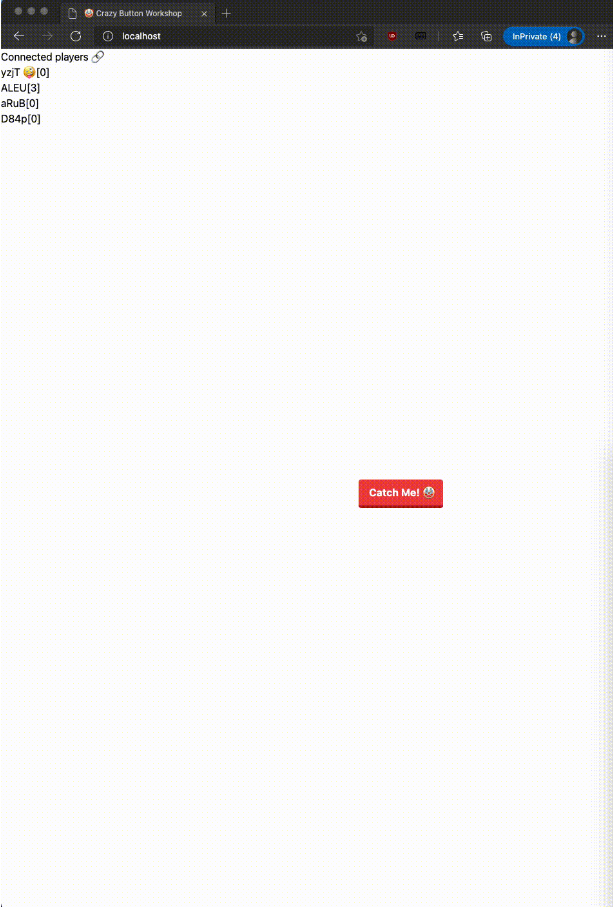 🤡 Crazy Button Workshop
localhost
InPrivate (4)
Connected players 🔗
yzjT 🤪[0]
ALEU[3]
aRuB[0]
D84p[0]
Catch Me! 🤡